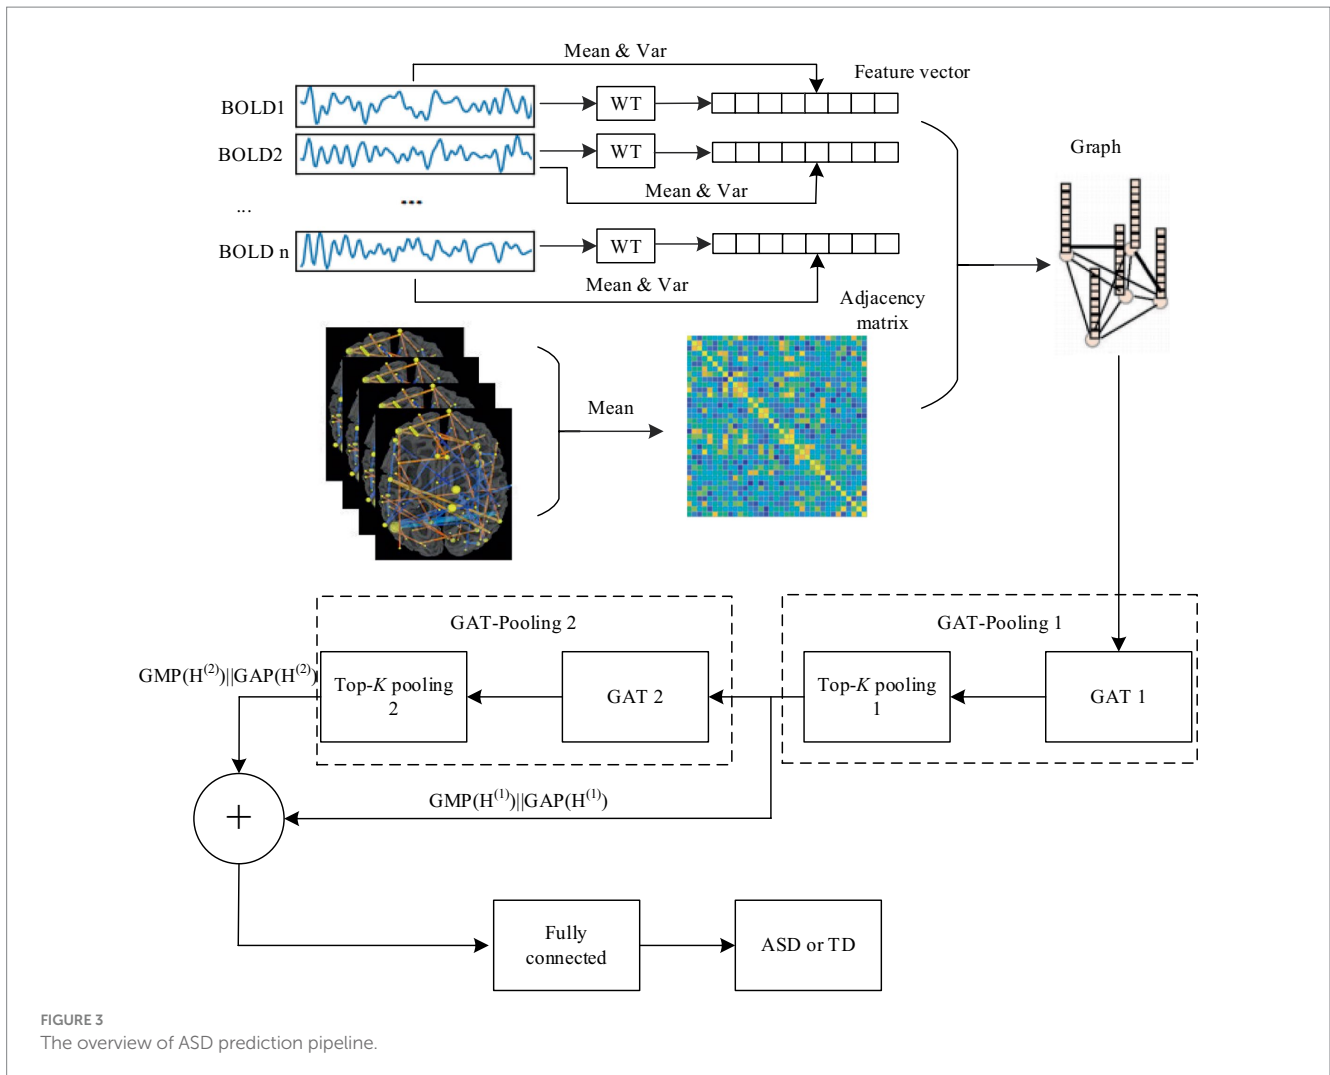 Mean & Var
Feature vector
BOLD1
WT
BOLD2
WT
Mean & Var
...
...
BOLD n
WT
Mean & Var
Graph
Adjacency
matrix
Mean
GAT-Pooling 2
GAT-Pooling 1
GMP(H⁽²⁾)||GAP(H⁽²⁾)
Top-K pooling
2
GAT 2
Top-K pooling
1
GAT 1
GMP(H⁽¹⁾)||GAP(H⁽¹⁾)
+
Fully
connected
ASD or TD
FIGURE 3
The overview of ASD prediction pipeline.